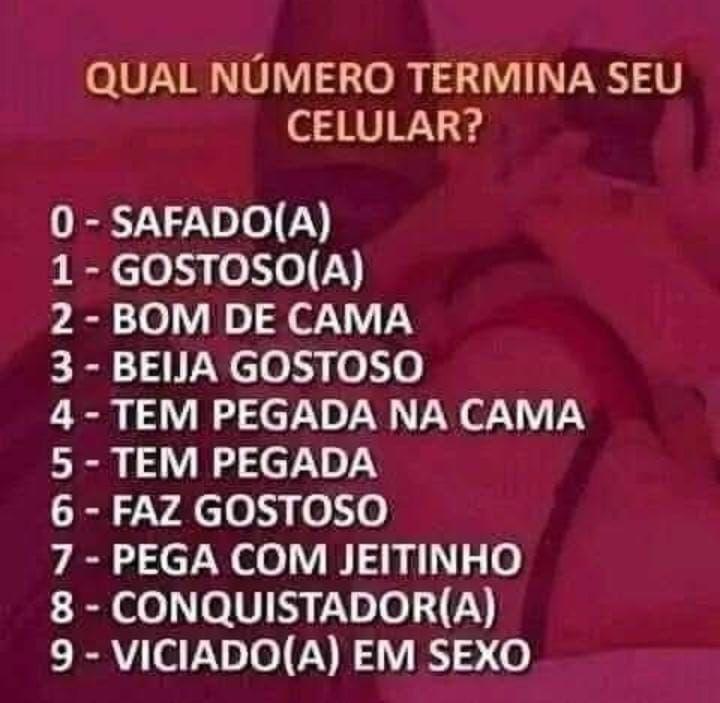 QUAL NÚMERO TERMINA SEU
CELULAR?
0 - SAFADO(A)
1 - GOSTOSO(A)
2 - BOM DE CAMA
3 - BEIJA GOSTOSO
4 - TEM PEGADA NA CAMA
5 - TEM PEGADA
6 - FAZ GOSTOSO
7 - PEGA COM JEITINHO
8 - CONQUISTADOR(A)
9 - VICIADO(A) EM SEXO